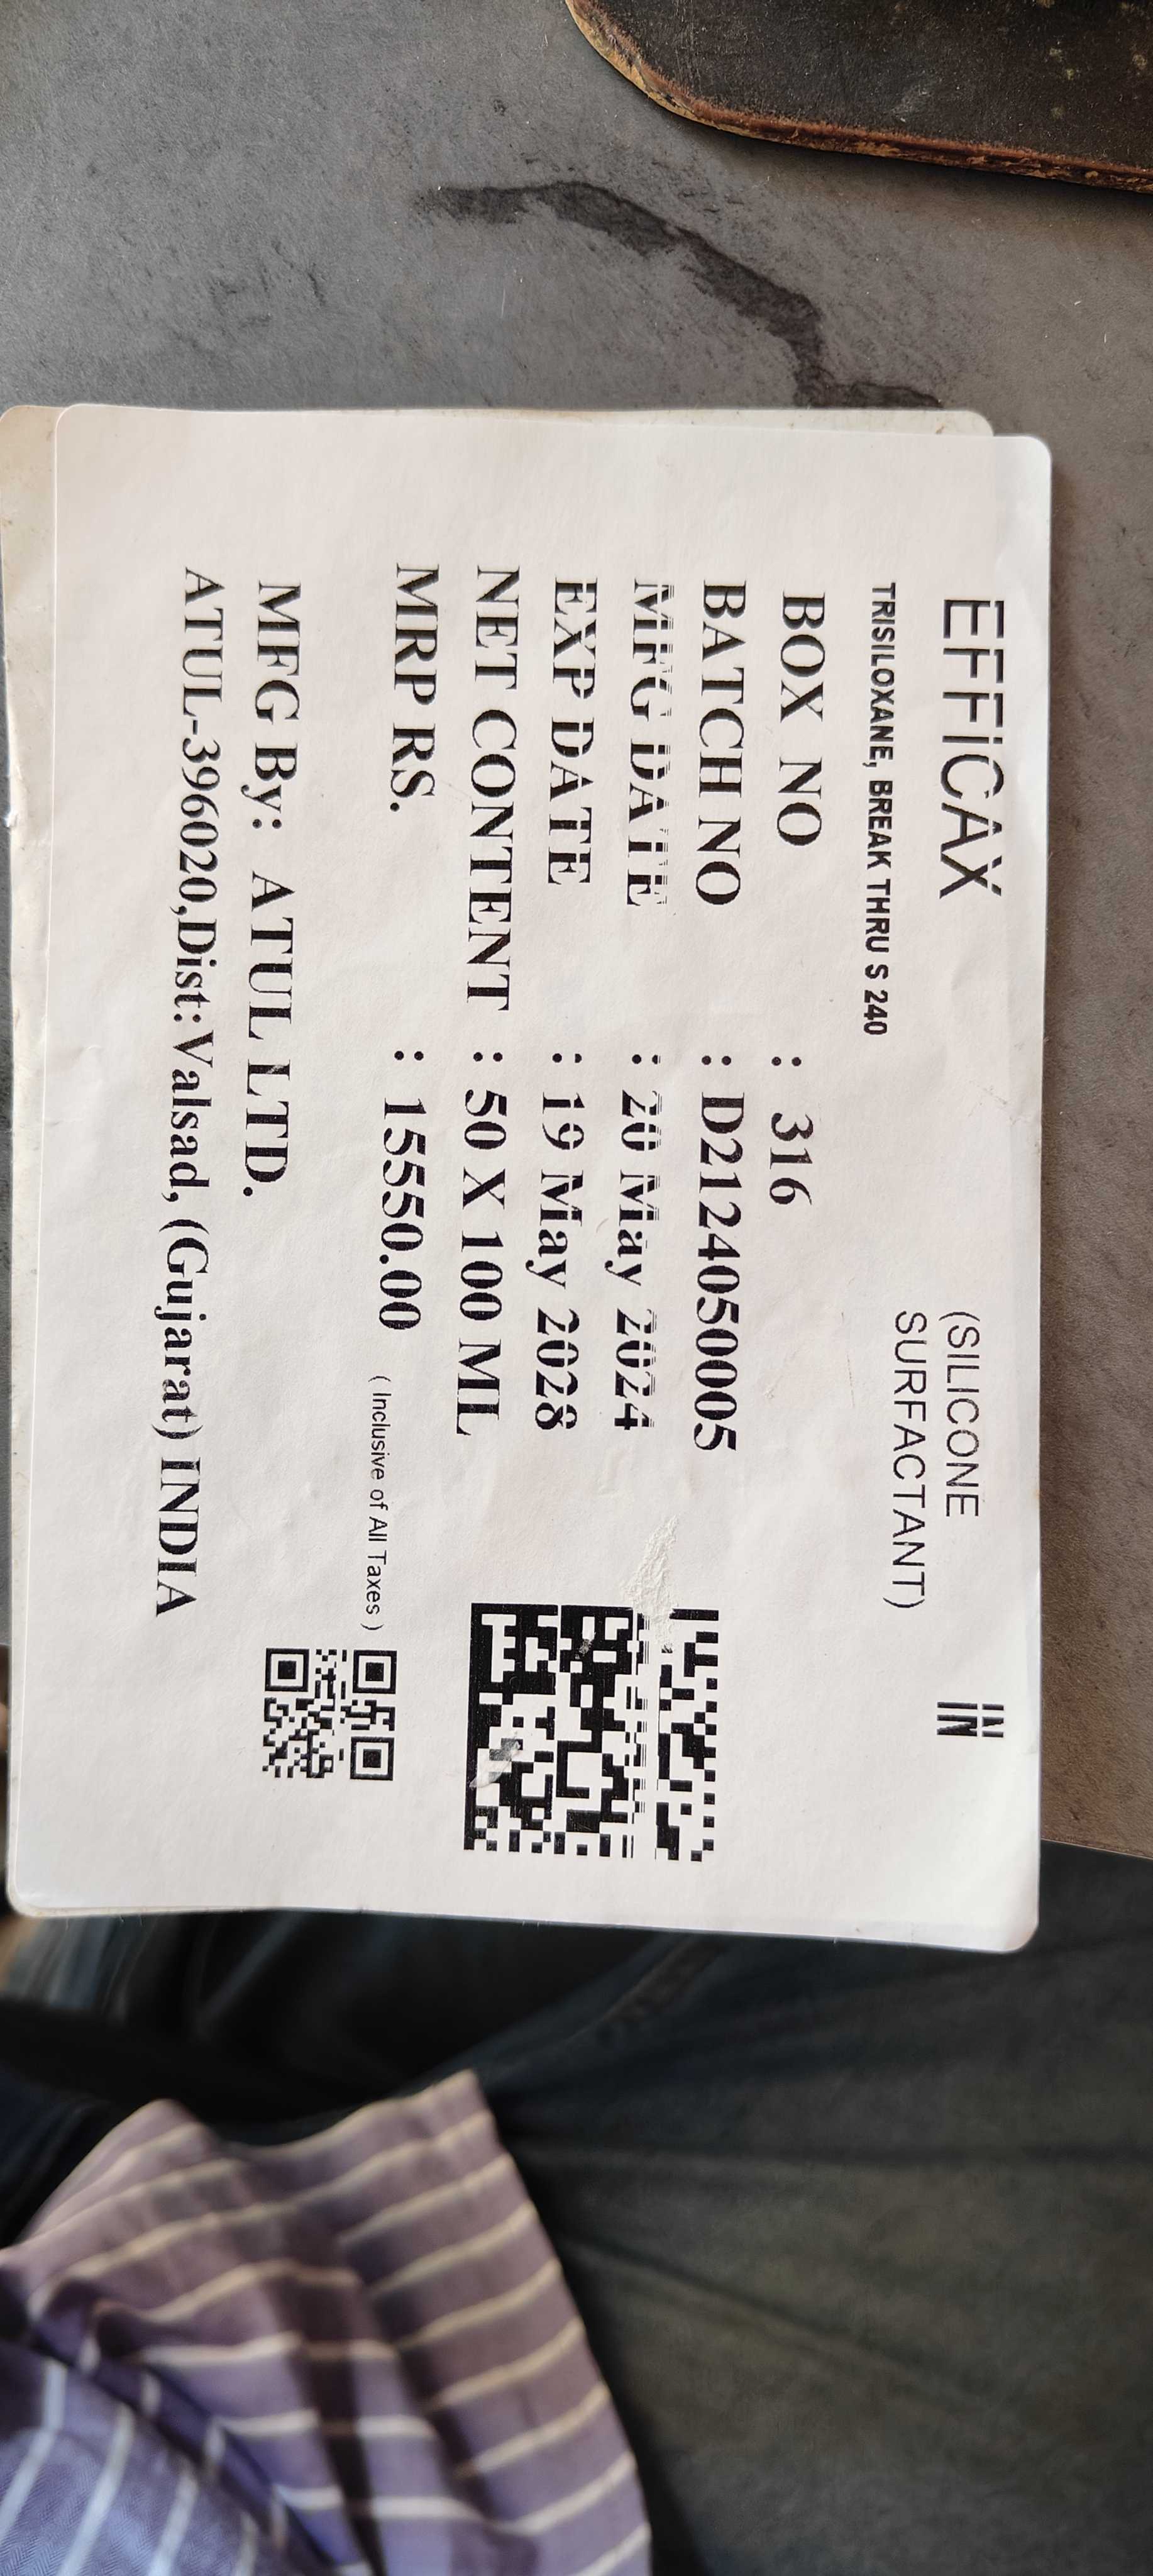 EFFiCAX (SILICONE SURFACTANT) IN
TRISILOXANE, BREAK THRU S 240
BOX NO : 316
BATCH NO : D2124050005
MFG DATE : 20 May 2024
EXP DATE : 19 May 2028
NET CONTENT : 50 X 100 ML
MRP RS. : 15550.00 ( Inclusive of All Taxes )
MFG By: ATUL LTD.
ATUL-396020,Dist:Valsad, (Gujarat) INDIA